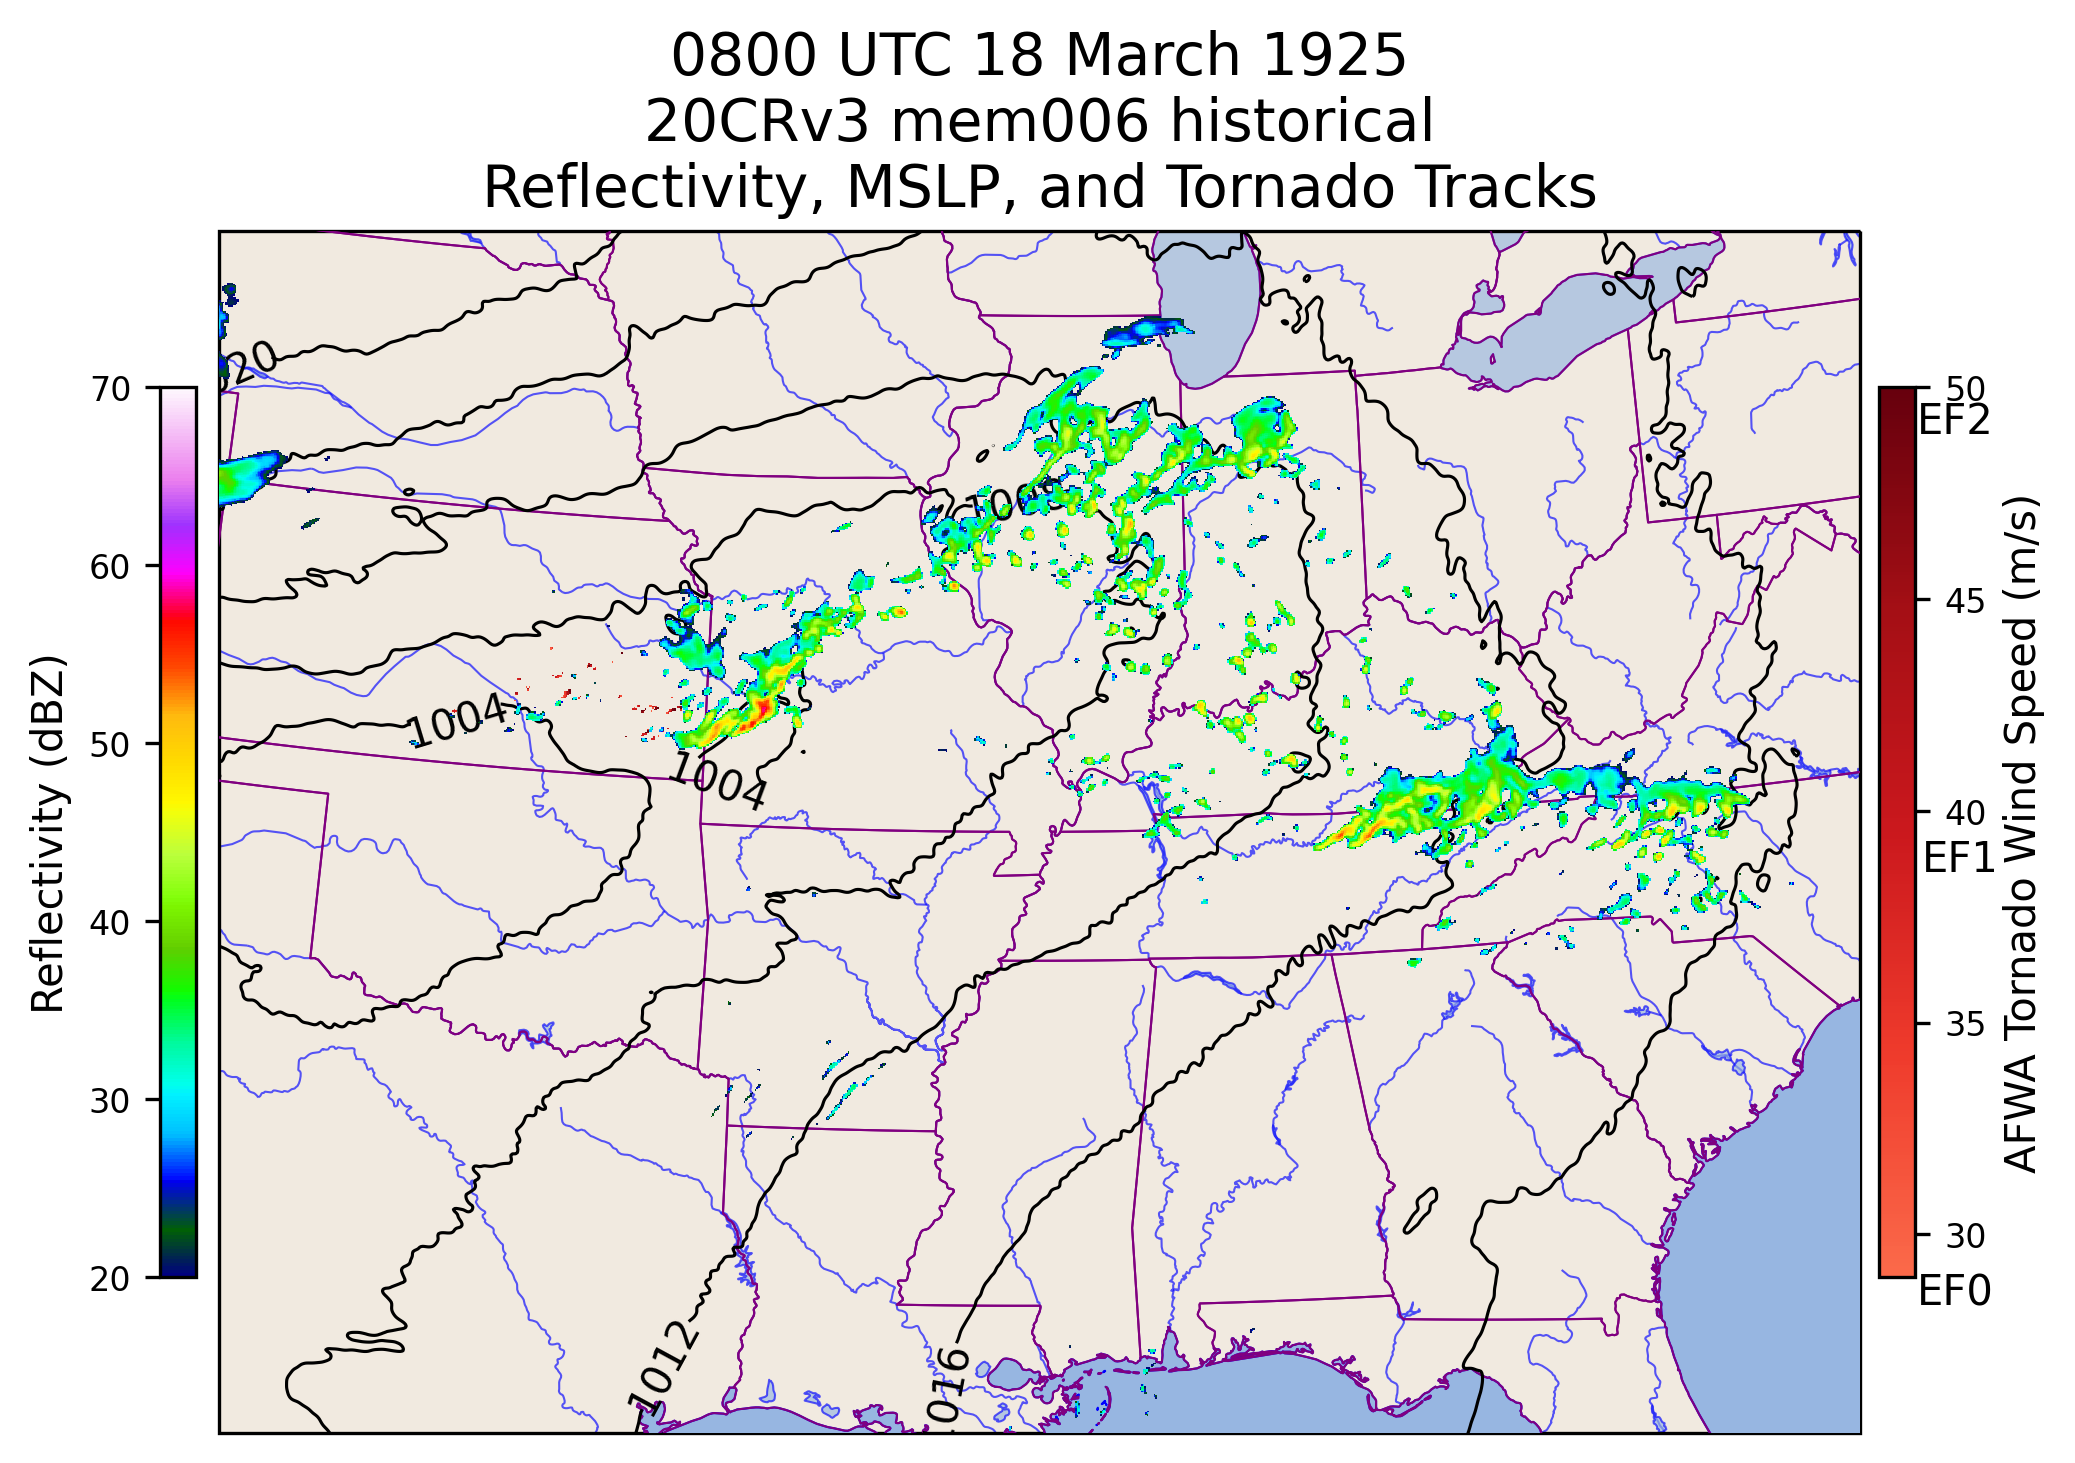 0800 UTC 18 March 1925
20CRv3 mem006 historical
Reflectivity, MSLP, and Tornado Tracks
Reflectivity (dBZ)
70
60
50
40
30
20
20
1008
1004
1004
1012
016
50
EF2
45
40
EF1
35
30
EF0
AFWA Tornado Wind Speed (m/s)